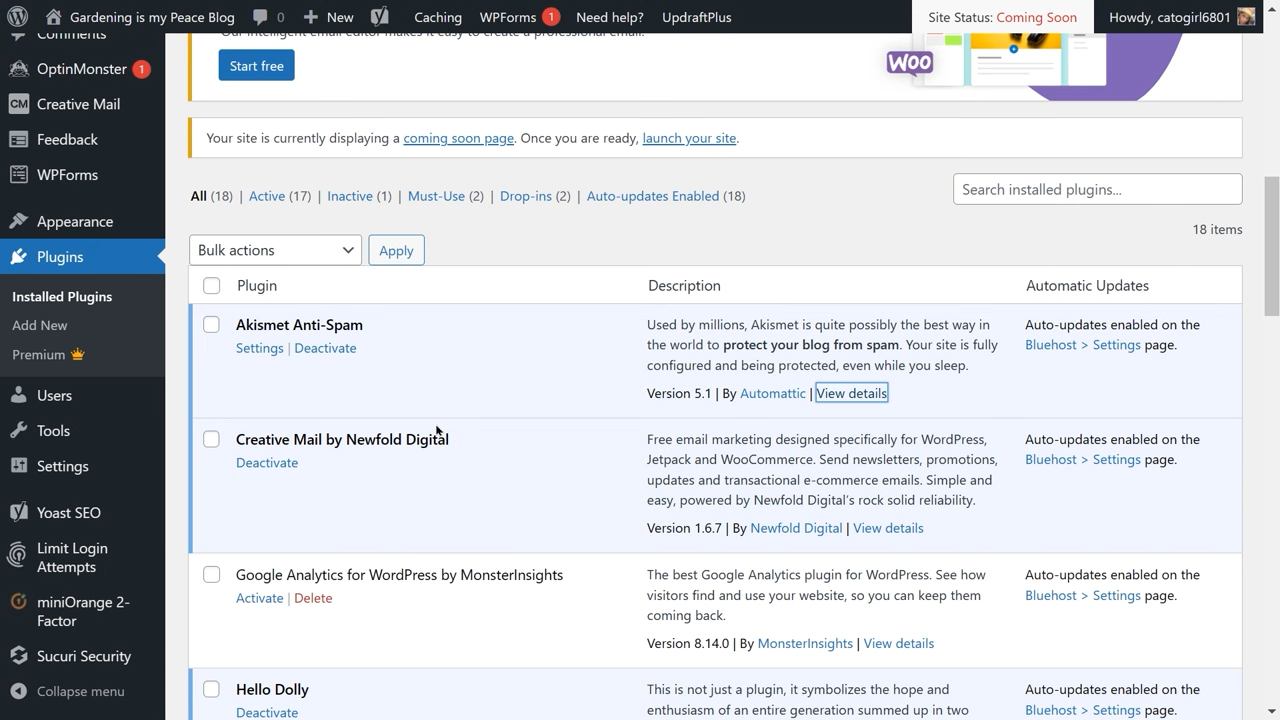 Gardening is my Peace Blog 0 New Caching WPForms 1 Need help? UpdraftPlus Site Status: Coming Soon Howdy, catogirl6801
Comments
OptinMonster 1
Creative Mail
Feedback
WPForms
Appearance
Plugins
Installed Plugins
Add New
Premium
Users
Tools
Settings
Yoast SEO
Limit Login
Attempts
miniOrange 2-
Factor
Sucuri Security
Collapse menu
Our intelligent email editor makes it easy to create a professional email.
Start free
WOO
Your site is currently displaying a coming soon page. Once you are ready, launch your site.
All (18) | Active (17) | Inactive (1) | Must-Use (2) | Drop-ins (2) | Auto-updates Enabled (18)
Search installed plugins...
18 items
Bulk actions Apply
Plugin Description Automatic Updates
Akismet Anti-Spam
Settings | Deactivate
Used by millions, Akismet is quite possibly the best way in
the world to protect your blog from spam. Your site is fully
configured and being protected, even while you sleep.
Version 5.1 | By Automattic | View details
Auto-updates enabled on the
Bluehost > Settings page.
Creative Mail by Newfold Digital
Deactivate
Free email marketing designed specifically for WordPress,
Jetpack and WooCommerce. Send newsletters, promotions,
updates and transactional e-commerce emails. Simple and
easy, powered by Newfold Digital's rock solid reliability.
Version 1.6.7 | By Newfold Digital | View details
Auto-updates enabled on the
Bluehost > Settings page.
Google Analytics for WordPress by MonsterInsights
Activate | Delete
The best Google Analytics plugin for WordPress. See how
visitors find and use your website, so you can keep them
coming back.
Version 8.14.0 | By MonsterInsights | View details
Auto-updates enabled on the
Bluehost > Settings page.
Hello Dolly
Deactivate
This is not just a plugin, it symbolizes the hope and
enthusiasm of an entire generation summed up in two
Auto-updates enabled on the
Bluehost > Settings page.